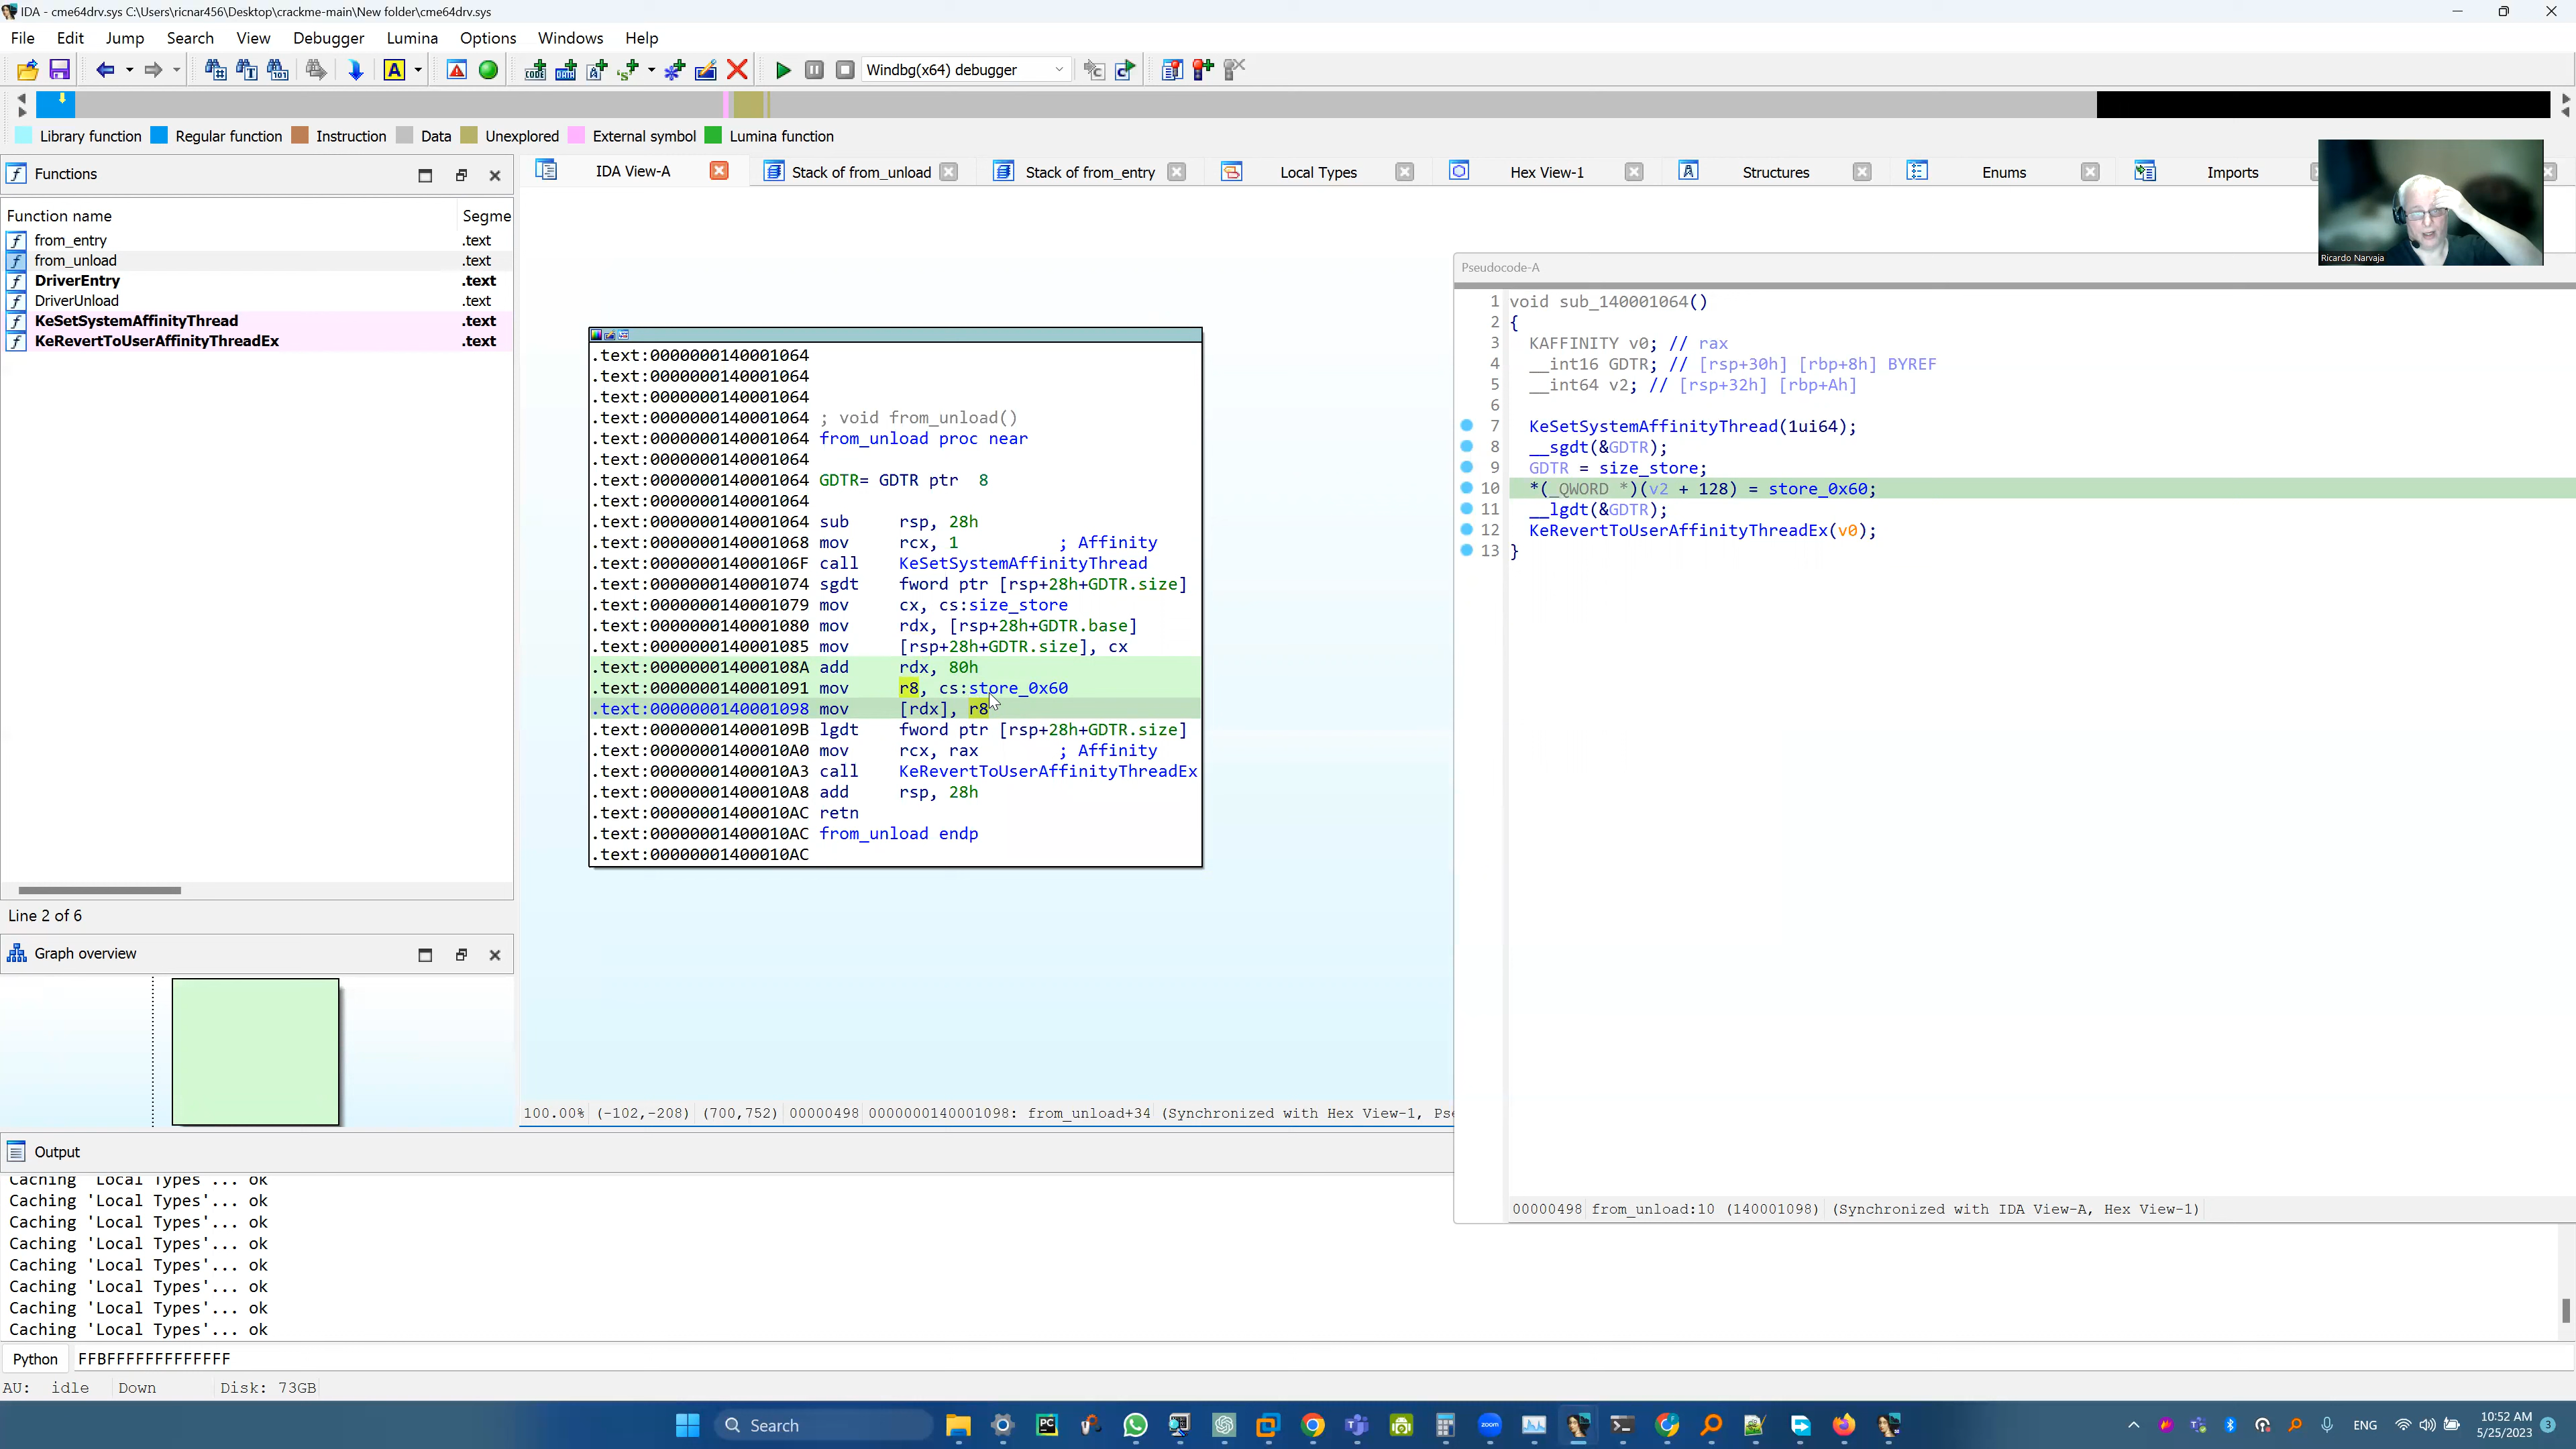 IDA - cme64drv.sys C:\Users\ricnar456\Desktop\crackme-main\New folder\cme64drv.sys
File Edit Jump Search View Debugger Lumina Options Windows Help
Windbg(x64) debugger
Library function Regular function Instruction Data Unexplored External symbol Lumina function
Functions
Function name Segme
from_entry .text
from_unload .text
DriverEntry .text
DriverUnload .text
KeSetSystemAffinityThread .text
KeRevertToUserAffinityThreadEx .text
Line 2 of 6
Graph overview
IDA View-A Stack of from_unload Stack of from_entry Local Types Hex View-1 Structures Enums Imports
Ricardo Narvaja
.text:0000000140001064
.text:0000000140001064
.text:0000000140001064
.text:0000000140001064 ; void from_unload()
.text:0000000140001064 from_unload proc near
.text:0000000140001064
.text:0000000140001064 GDTR= GDTR ptr 8
.text:0000000140001064
.text:0000000140001064 sub rsp, 28h
.text:0000000140001068 mov rcx, 1 ; Affinity
.text:000000014000106F call KeSetSystemAffinityThread
.text:0000000140001074 sgdt fword ptr [rsp+28h+GDTR.size]
.text:0000000140001079 mov cx, cs:size_store
.text:0000000140001080 mov rdx, [rsp+28h+GDTR.base]
.text:0000000140001085 mov [rsp+28h+GDTR.size], cx
.text:000000014000108A add rdx, 80h
.text:0000000140001091 mov r8, cs:store_0x60
.text:0000000140001098 mov [rdx], r8
.text:000000014000109B lgdt fword ptr [rsp+28h+GDTR.size]
.text:00000001400010A0 mov rcx, rax ; Affinity
.text:00000001400010A3 call KeRevertToUserAffinityThreadEx
.text:00000001400010A8 add rsp, 28h
.text:00000001400010AC retn
.text:00000001400010AC from_unload endp
.text:00000001400010AC
100.00% (-102,-208) (700,752) 00000498 0000000140001098: from_unload+34 (Synchronized with Hex View-1, Pse
Pseudocode-A
1 void sub_140001064()
2 {
3 KAFFINITY v0; // rax
4 __int16 GDTR; // [rsp+30h] [rbp+8h] BYREF
5 __int64 v2; // [rsp+32h] [rbp+Ah]
6
7 KeSetSystemAffinityThread(1ui64);
8 __sgdt(&GDTR);
9 GDTR = size_store;
10 *(_QWORD *)(v2 + 128) = store_0x60;
11 __lgdt(&GDTR);
12 KeRevertToUserAffinityThreadEx(v0);
13 }
00000498 from_unload:10 (140001098) (Synchronized with IDA View-A, Hex View-1)
Output
Caching 'Local Types'... ok
Caching 'Local Types'... ok
Caching 'Local Types'... ok
Caching 'Local Types'... ok
Caching 'Local Types'... ok
Caching 'Local Types'... ok
Caching 'Local Types'... ok
Caching 'Local Types'... ok
Python FFBFFFFFFFFFFFFF
AU: idle Down Disk: 73GB
Search
ENG
10:52 AM
5/25/2023
3